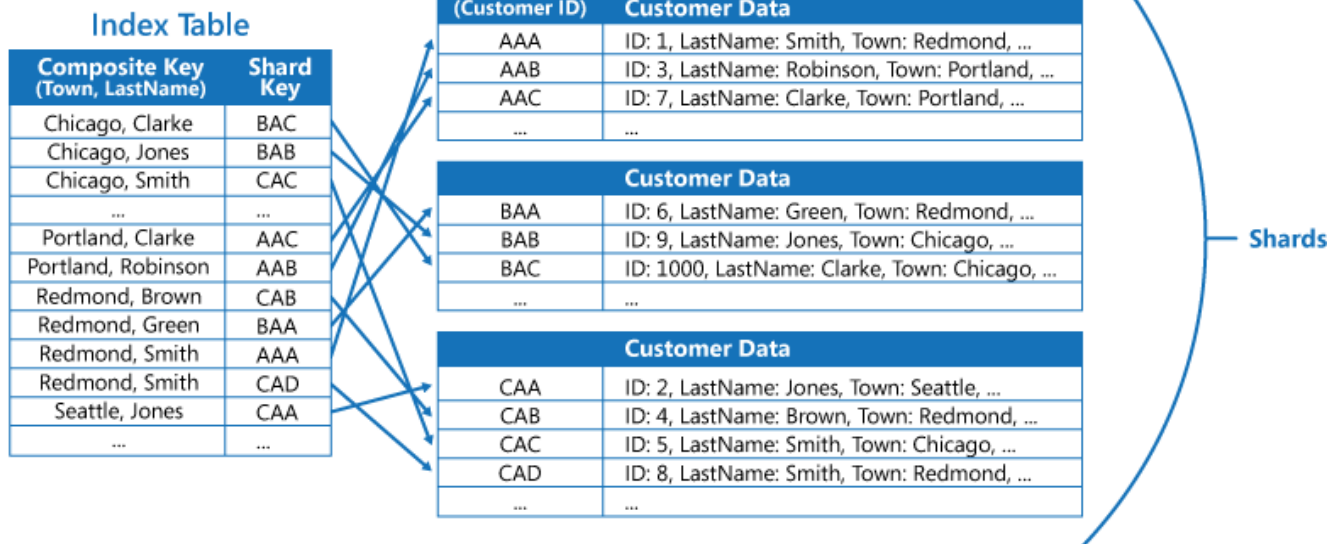 Index Table
Composite Key Shard
(Town, LastName) Key
Chicago, Clarke BAC
Chicago, Jones BAB
Chicago, Smith CAC
... ...
Portland, Clarke AAC
Portland, Robinson AAB
Redmond, Brown CAB
Redmond, Green BAA
Redmond, Smith AAA
Redmond, Smith CAD
Seattle, Jones CAA
... ...
(Customer ID) Customer Data
AAA ID: 1, LastName: Smith, Town: Redmond, ...
AAB ID: 3, LastName: Robinson, Town: Portland, ...
AAC ID: 7, LastName: Clarke, Town: Portland, ...
... ...
Customer Data
BAA ID: 6, LastName: Green, Town: Redmond, ...
BAB ID: 9, LastName: Jones, Town: Chicago, ...
BAC ID: 1000, LastName: Clarke, Town: Chicago, ...
... ...
Customer Data
CAA ID: 2, LastName: Jones, Town: Seattle, ...
CAB ID: 4, LastName: Brown, Town: Redmond, ...
CAC ID: 5, LastName: Smith, Town: Chicago, ...
CAD ID: 8, LastName: Smith, Town: Redmond, ...
... ...
Shards